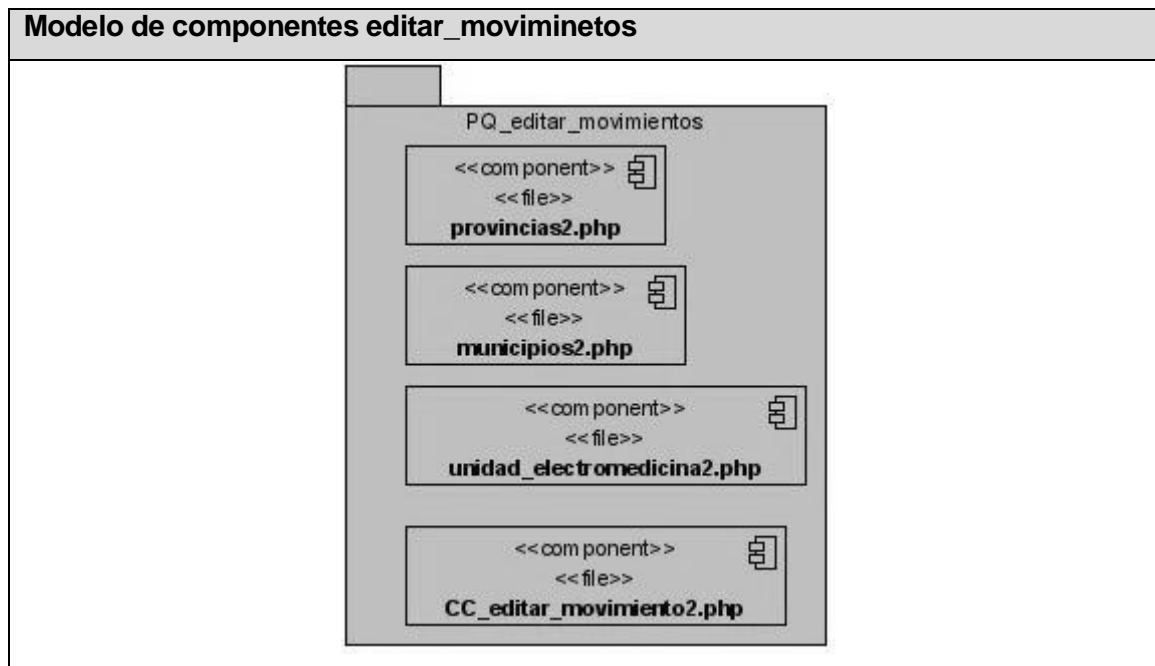 Modelo de componentes editar_moviminetos
PQ_editar_movimientos
<<component>>
<<file>>
provincias2.php
<<component>>
<<file>>
municipios2.php
<<component>>
<<file>>
unidad_electromedicina2.php
<<component>>
<<file>>
CC_editar_movimiento2.php